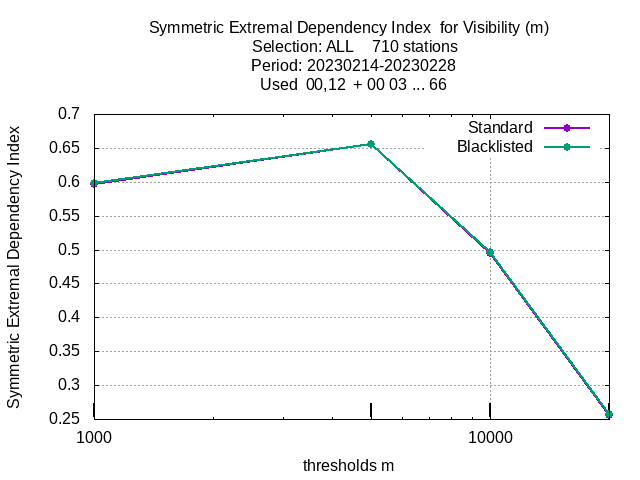 Symmetric Extremal Dependency Index  for Visibility (m)
Selection: ALL    710 stations
Period: 20230214-20230228
Used  00,12  + 00 03 ... 66
Symmetric Extremal Dependency Index
0.7
0.65
0.6
0.55
0.5
0.45
0.4
0.35
0.3
0.25
Standard
Blacklisted
1000
10000
thresholds m